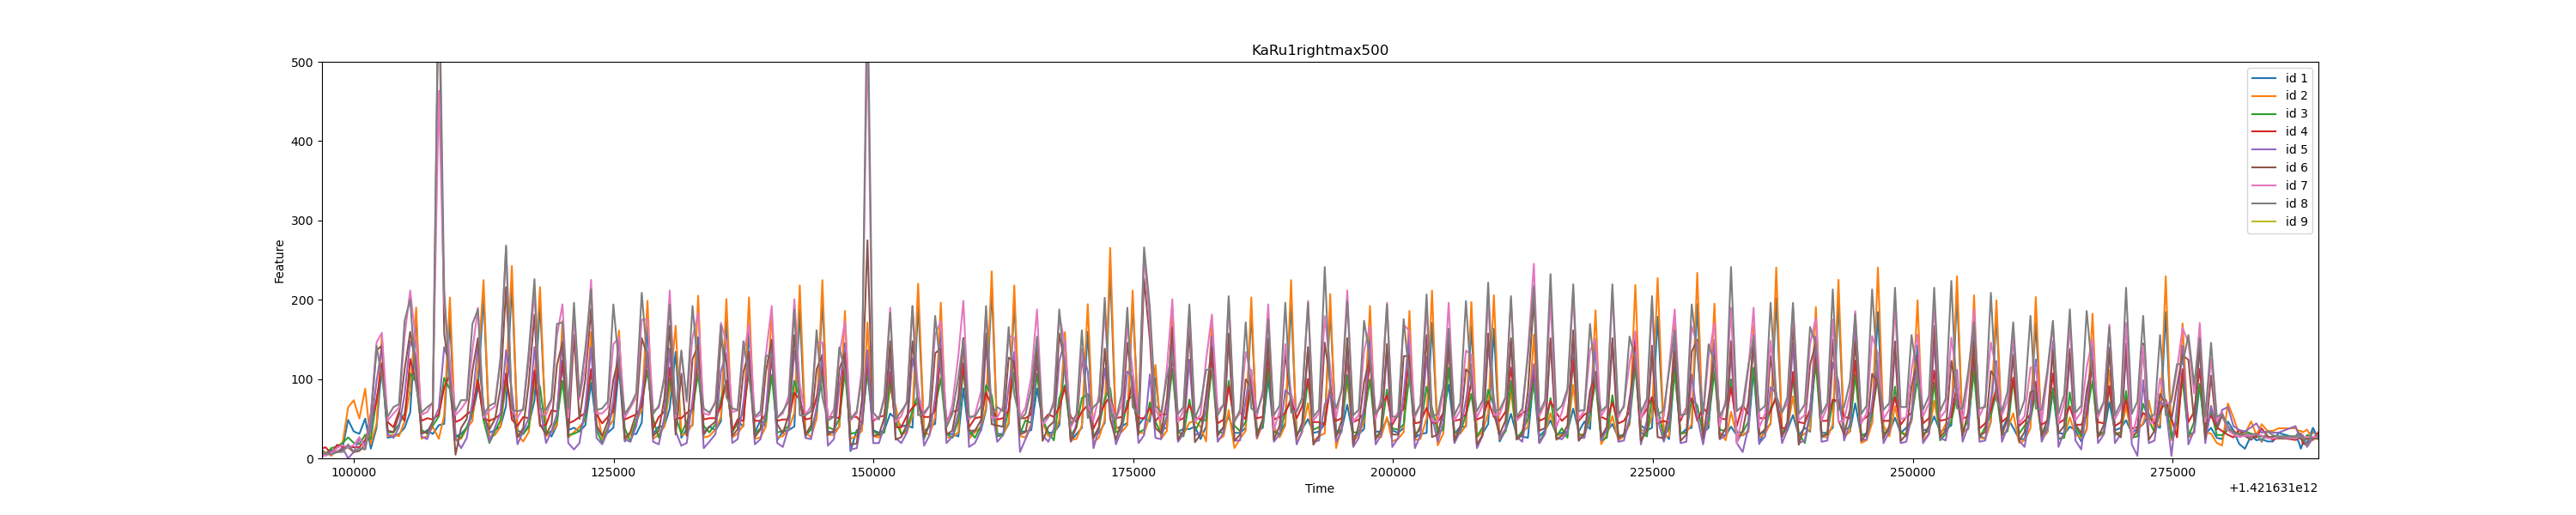 KaRu1rightmax500
500
400
300
200
100
0
Feature
100000 125000 150000 175000 200000 225000 250000 275000
Time
+1.421631e12
id 1
id 2
id 3
id 4
id 5
id 6
id 7
id 8
id 9